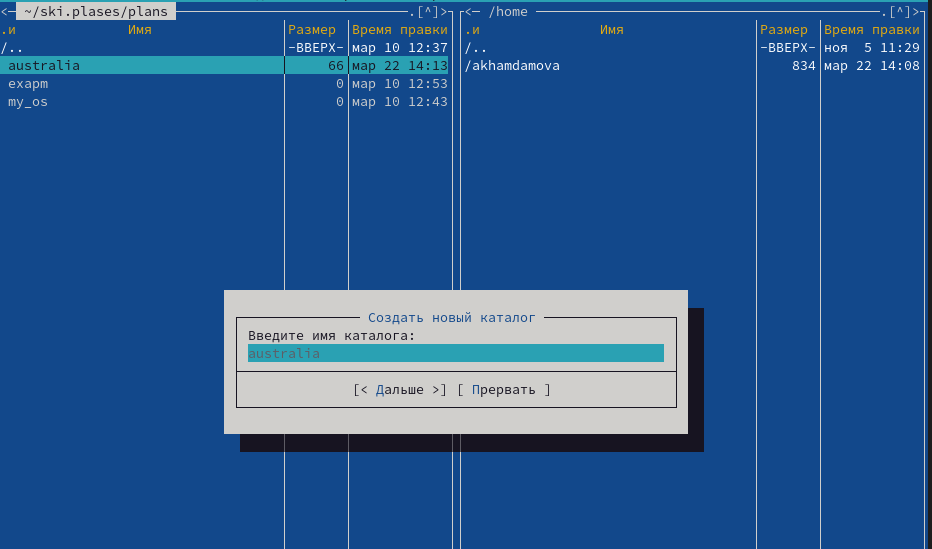 <─ ~/ski.plases/plans ─.[^]>┐┌<─ /home ─.[^]>┐
.и Имя Размер Время правки .и Имя Размер Время правки
/.. -ВВЕРХ- мар 10 12:37 /.. -ВВЕРХ- ноя 5 11:29
australia 66 мар 22 14:13 /akhamdamova 834 мар 22 14:08
exapm 0 мар 10 12:53
my_os 0 мар 10 12:43
Создать новый каталог
Введите имя каталога:
australia
[< Дальше >] [ Прервать ]